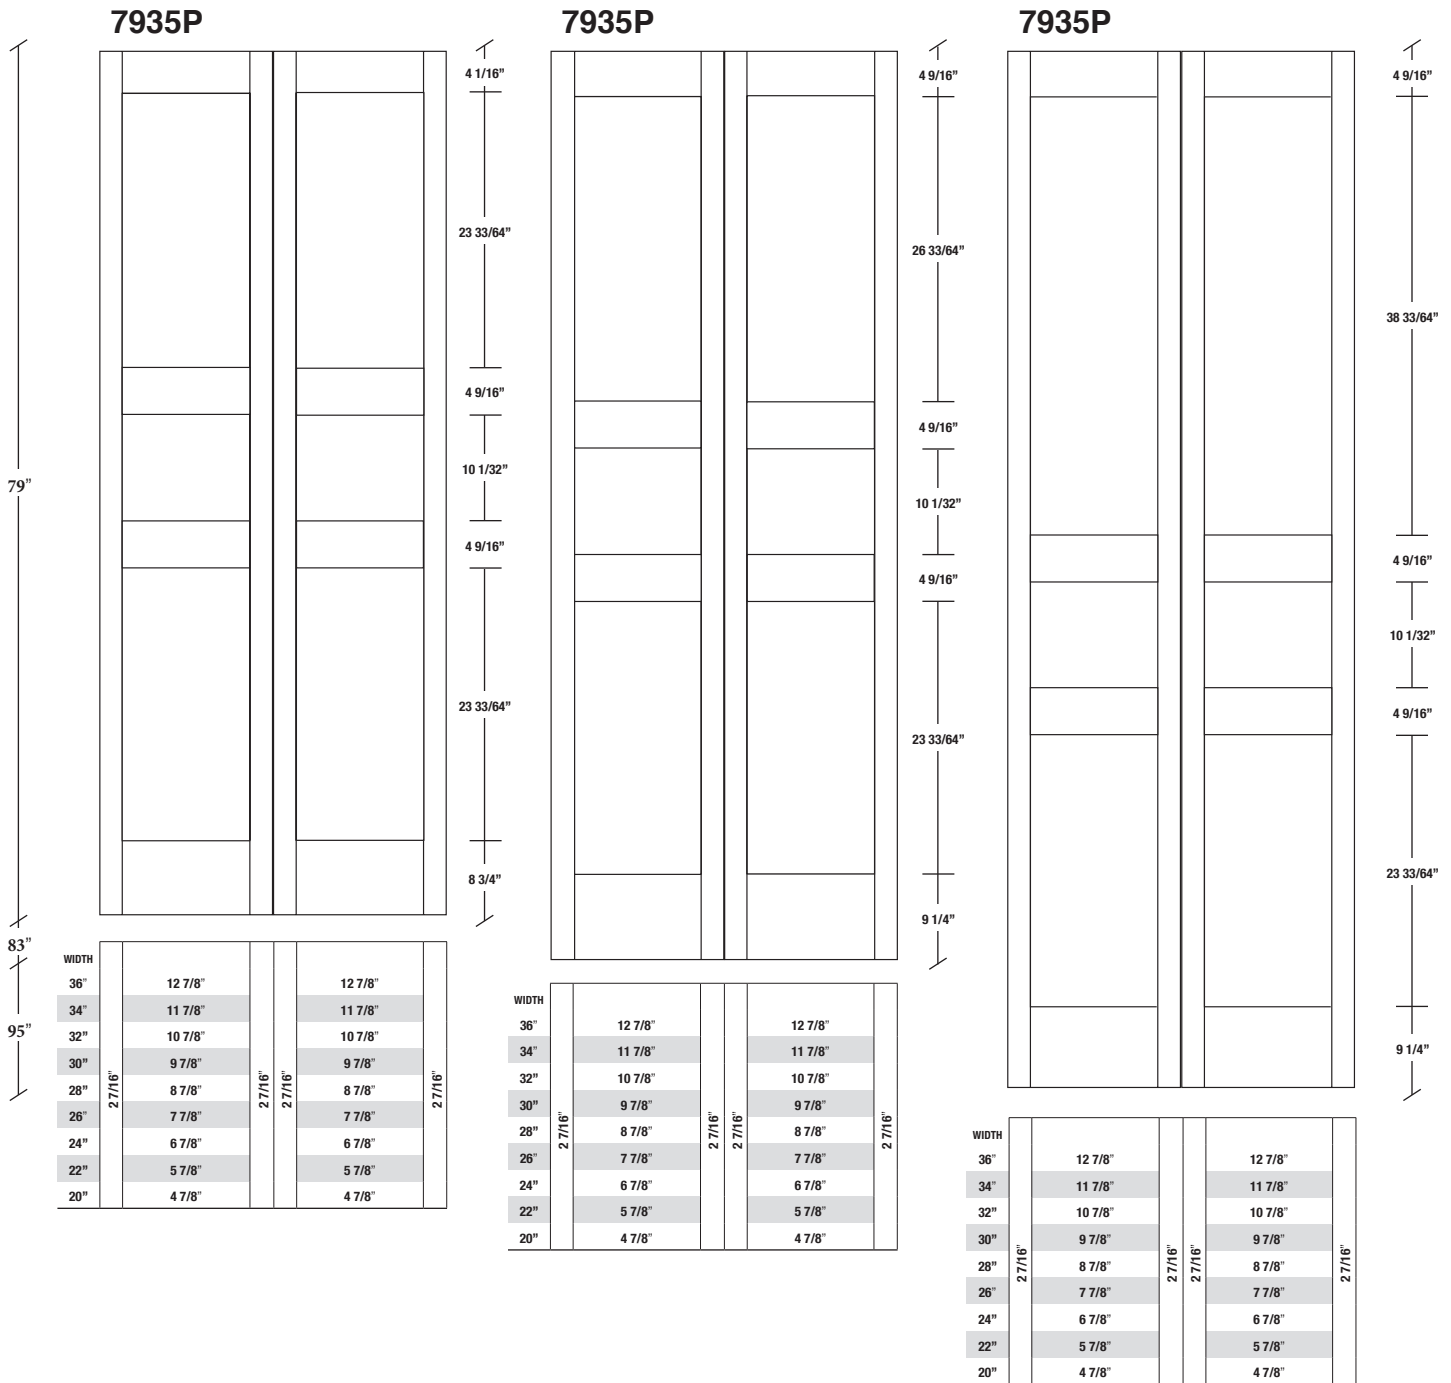 7935P
7935P
7935P
4 1/16”
23 33/64”
4 9/16”
10 1/32”
4 9/16”
23 33/64”
8 3/4”
4 9/16”
26 33/64”
4 9/16”
10 1/32”
4 9/16”
23 33/64”
9 1/4”
4 9/16”
38 33/64”
4 9/16”
10 1/32”
4 9/16”
23 33/64”
9 1/4”
79”
83”
95”
WIDTH
36” 12 7/8” 12 7/8”
34” 11 7/8” 11 7/8”
32” 10 7/8” 10 7/8”
30” 9 7/8” 9 7/8”
28” 8 7/8” 8 7/8”
26” 7 7/8” 7 7/8”
24” 6 7/8” 6 7/8”
22” 5 7/8” 5 7/8”
20” 4 7/8” 4 7/8”
2 7/16” 2 7/16” 2 7/16” 2 7/16”
WIDTH
36” 12 7/8” 12 7/8”
34” 11 7/8” 11 7/8”
32” 10 7/8” 10 7/8”
30” 9 7/8” 9 7/8”
28” 8 7/8” 8 7/8”
26” 7 7/8” 7 7/8”
24” 6 7/8” 6 7/8”
22” 5 7/8” 5 7/8”
20” 4 7/8” 4 7/8”
2 7/16” 2 7/16” 2 7/16” 2 7/16”
WIDTH
36” 12 7/8” 12 7/8”
34” 11 7/8” 11 7/8”
32” 10 7/8” 10 7/8”
30” 9 7/8” 9 7/8”
28” 8 7/8” 8 7/8”
26” 7 7/8” 7 7/8”
24” 6 7/8” 6 7/8”
22” 5 7/8” 5 7/8”
20” 4 7/8” 4 7/8”
2 7/16” 2 7/16” 2 7/16” 2 7/16”